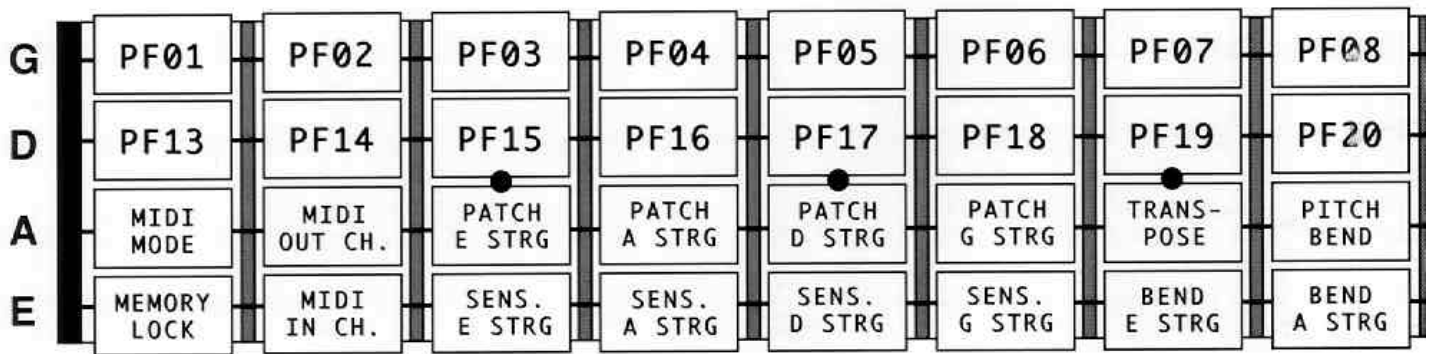 G PF01 PF02 PF03 PF04 PF05 PF06 PF07 PF08
D PF13 PF14 PF15 PF16 PF17 PF18 PF19 PF20
A MIDI MIDI PATCH PATCH PATCH PATCH TRANS- PITCH
MODE OUT CH. E STRG A STRG D STRG G STRG POSE BEND
E MEMORY MIDI SENS. SENS. SENS. SENS. BEND BEND
LOCK IN CH. E STRG A STRG D STRG G STRG E STRG A STRG